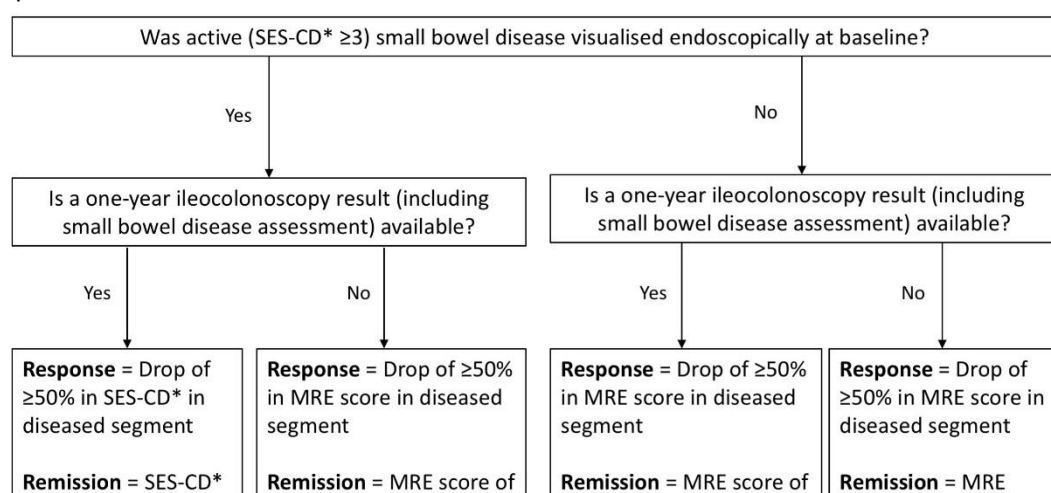 Was active (SES-CD* ≥3) small bowel disease visualised endoscopically at baseline?
Yes
No
Is a one-year ileocolonoscopy result (including
small bowel disease assessment) available?
Is a one-year ileocolonoscopy result (including
small bowel disease assessment) available?
Yes
No
Yes
No
Response = Drop of
≥50% in SES-CD* in
diseased segment
Remission = SES-CD*
Response = Drop of ≥50%
in MRE score in diseased
segment
Remission = MRE score of
Response = Drop of ≥50%
in MRE score in diseased
segment
Remission = MRE score of
Response = Drop of
≥50% in MRE score in
diseased segment
Remission = MRE